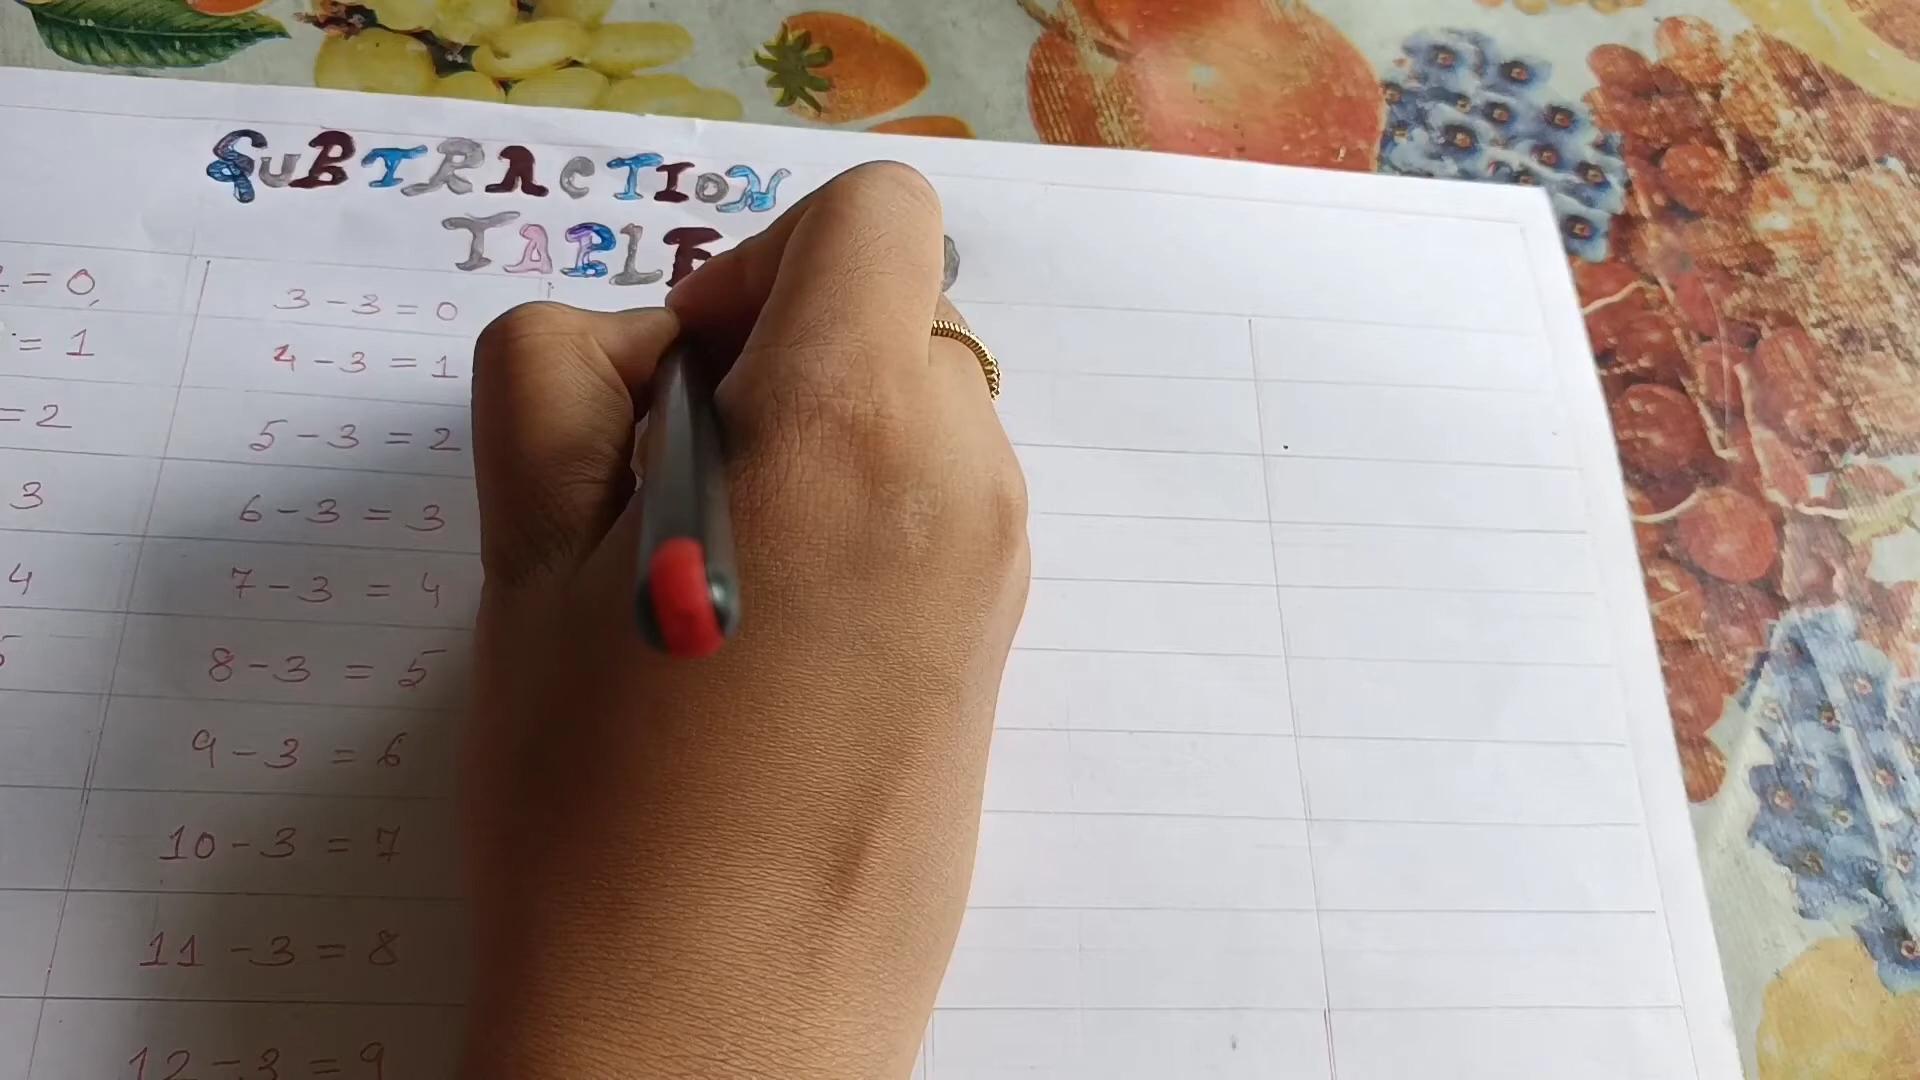 SUBTRACTION
TABLE
= 0
= 1
= 2
3
4
5
3 - 3 = 0
4 - 3 = 1
5 - 3 = 2
6 - 3 = 3
7 - 3 = 4
8 - 3 = 5
9 - 3 = 6
10 - 3 = 7
11 - 3 = 8
12 - 3 = 9